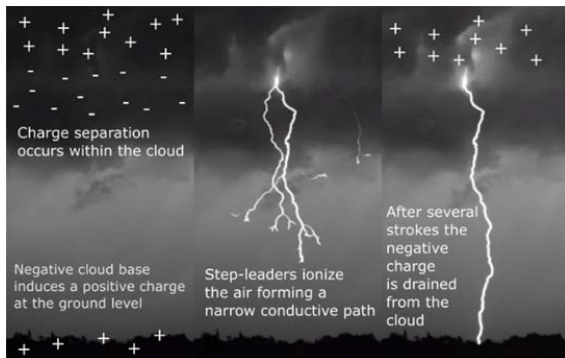 Charge separation
occurs within the cloud
Negative cloud base
induces a positive charge
at the ground level
Step-leaders ionize
the air forming a
narrow conductive path
After several
strokes the
negative
charge
is drained
from the
cloud